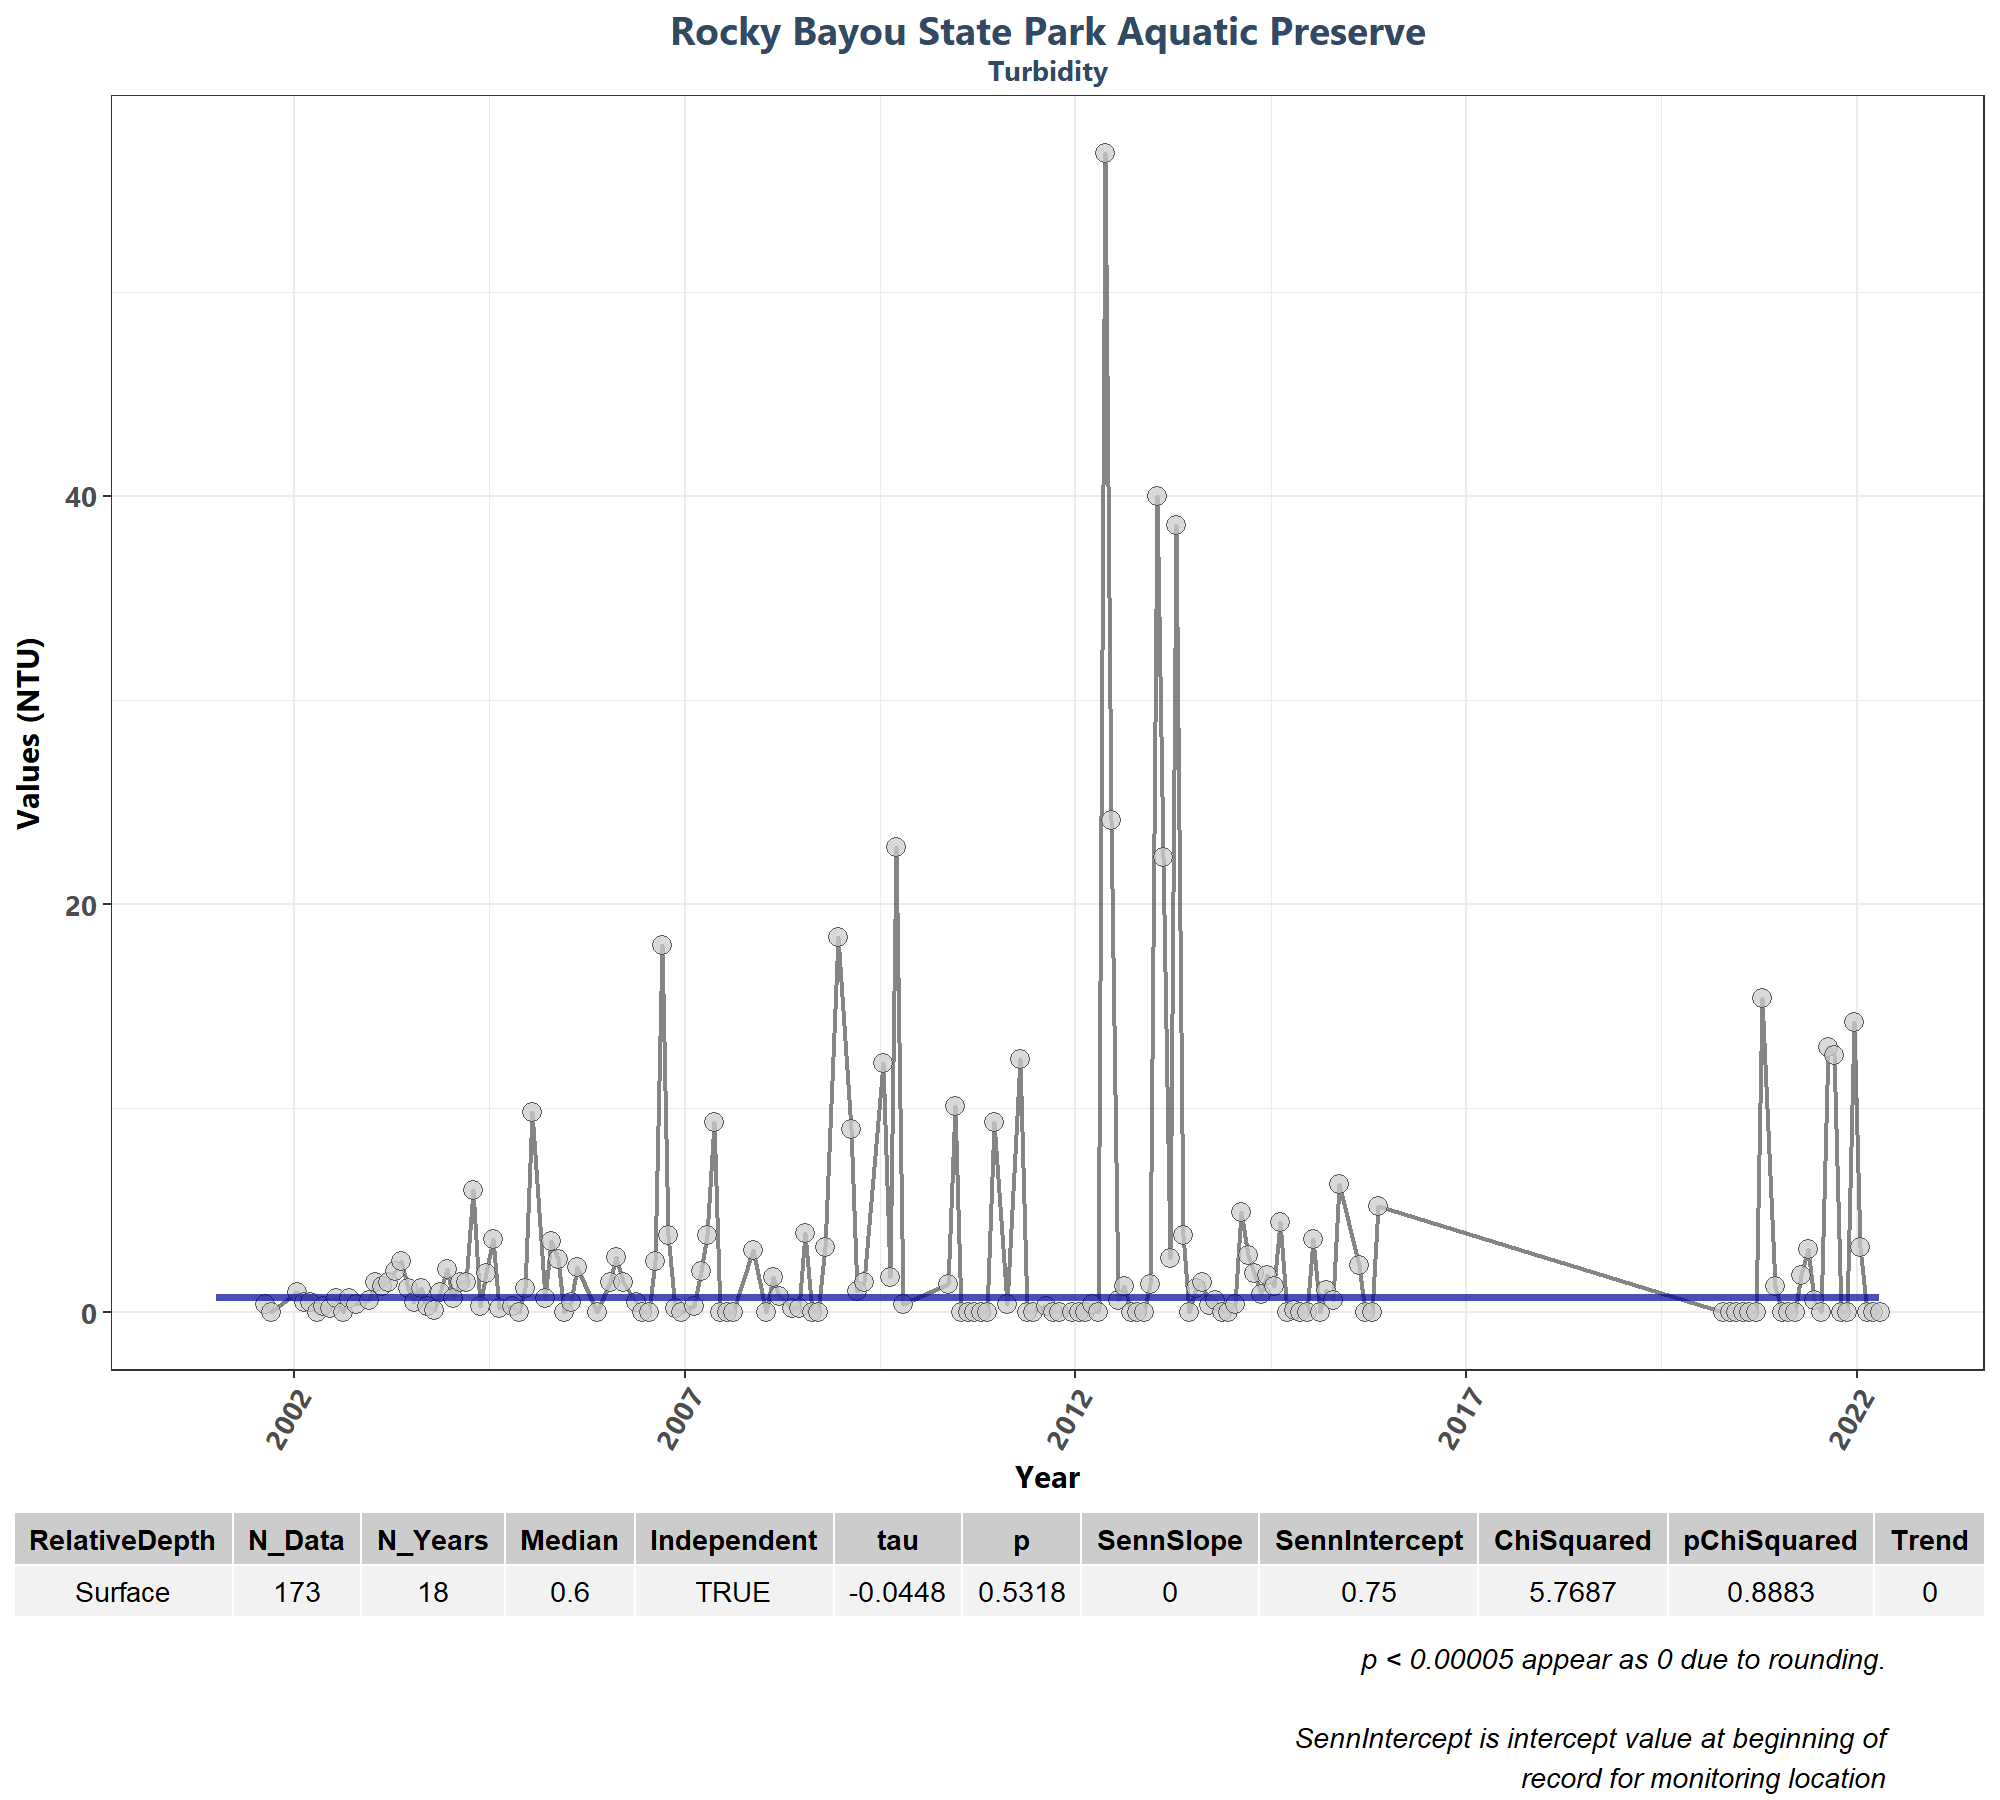 Rocky Bayou State Park Aquatic Preserve
Turbidity
Values (NTU)
40
20
0
2002 2007 2012 2017 2022
Year
RelativeDepth N_Data N_Years Median Independent tau p SennSlope SennIntercept ChiSquared pChiSquared Trend
Surface 173 18 0.6 TRUE -0.0448 0.5318 0 0.75 5.7687 0.8883 0
p < 0.00005 appear as 0 due to rounding.
SennIntercept is intercept value at beginning of
record for monitoring location